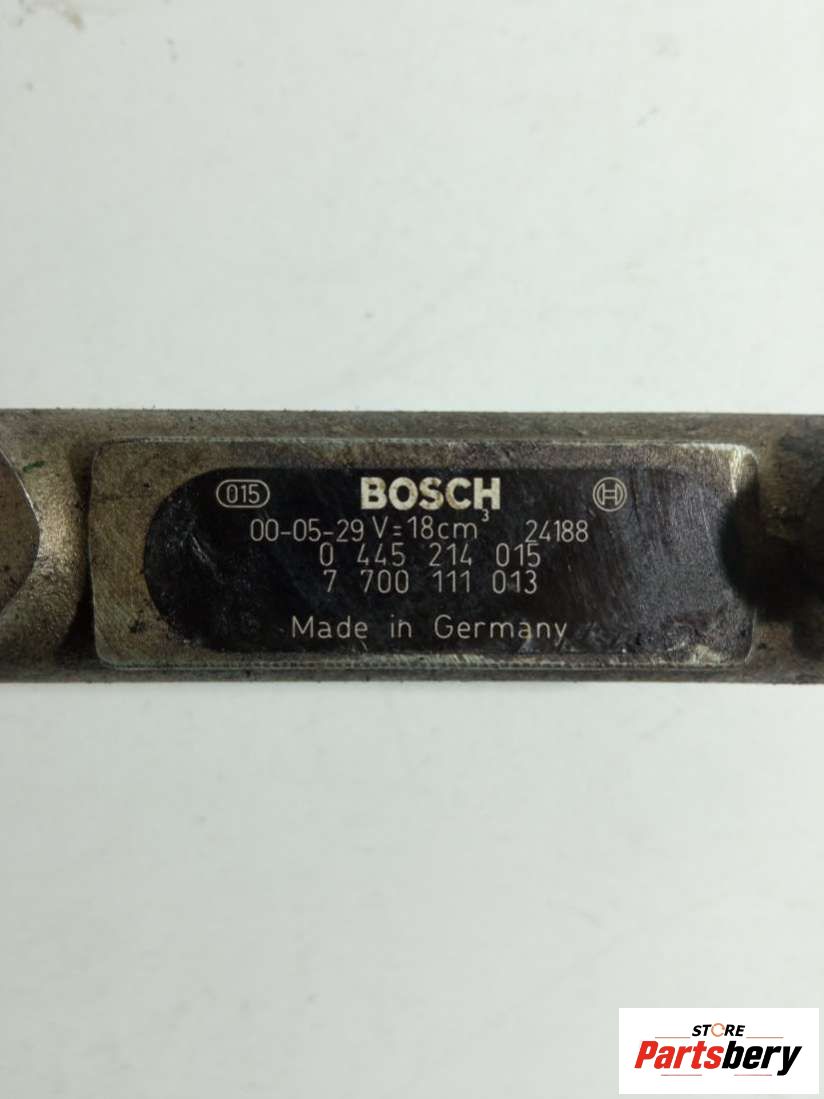 015 BOSCH
00-05-29 V=18cm³ 24188
0 445 214 015
7 700 111 013
Made in Germany
STORE
Partsbery